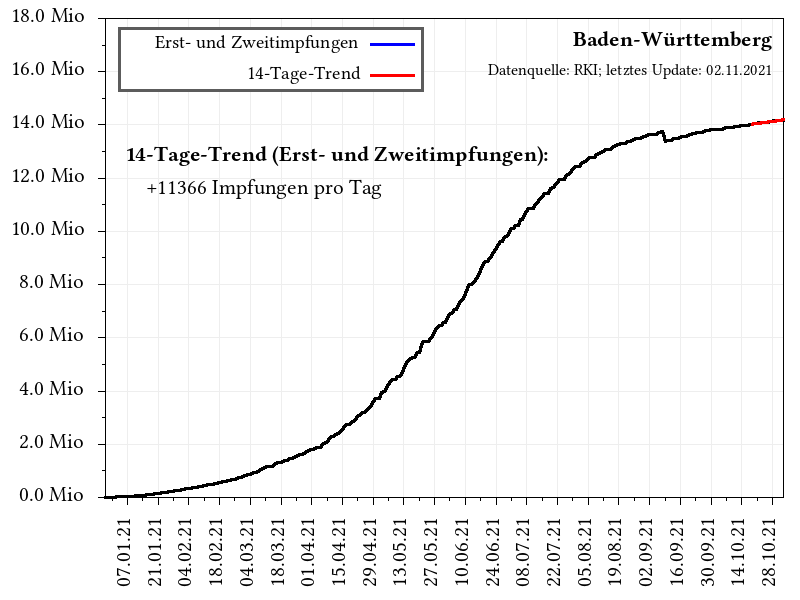 18.0 Mio
16.0 Mio
14.0 Mio
12.0 Mio
10.0 Mio
8.0 Mio
6.0 Mio
4.0 Mio
2.0 Mio
0.0 Mio
Erst- und Zweitimpfungen
14-Tage-Trend
Baden-Württemberg
Datenquelle: RKI; letztes Update: 02.11.2021
14-Tage-Trend (Erst- und Zweitimpfungen):
+11366 Impfungen pro Tag
07.01.21
21.01.21
04.02.21
18.02.21
04.03.21
18.03.21
01.04.21
15.04.21
29.04.21
13.05.21
27.05.21
10.06.21
24.06.21
08.07.21
22.07.21
05.08.21
19.08.21
02.09.21
16.09.21
30.09.21
14.10.21
28.10.21